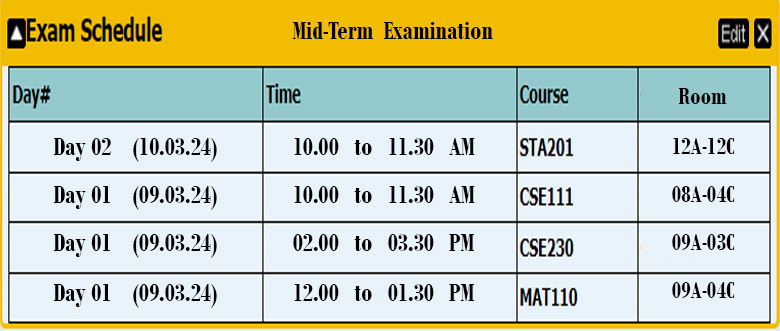 ▲Exam Schedule Mid-Term Examination Edit X
Day# Time Course Room
Day 02 (10.03.24) 10.00 to 11.30 AM STA201 12A-12C
Day 01 (09.03.24) 10.00 to 11.30 AM CSE111 08A-04C
Day 01 (09.03.24) 02.00 to 03.30 PM CSE230 09A-03C
Day 01 (09.03.24) 12.00 to 01.30 PM MAT110 09A-04C